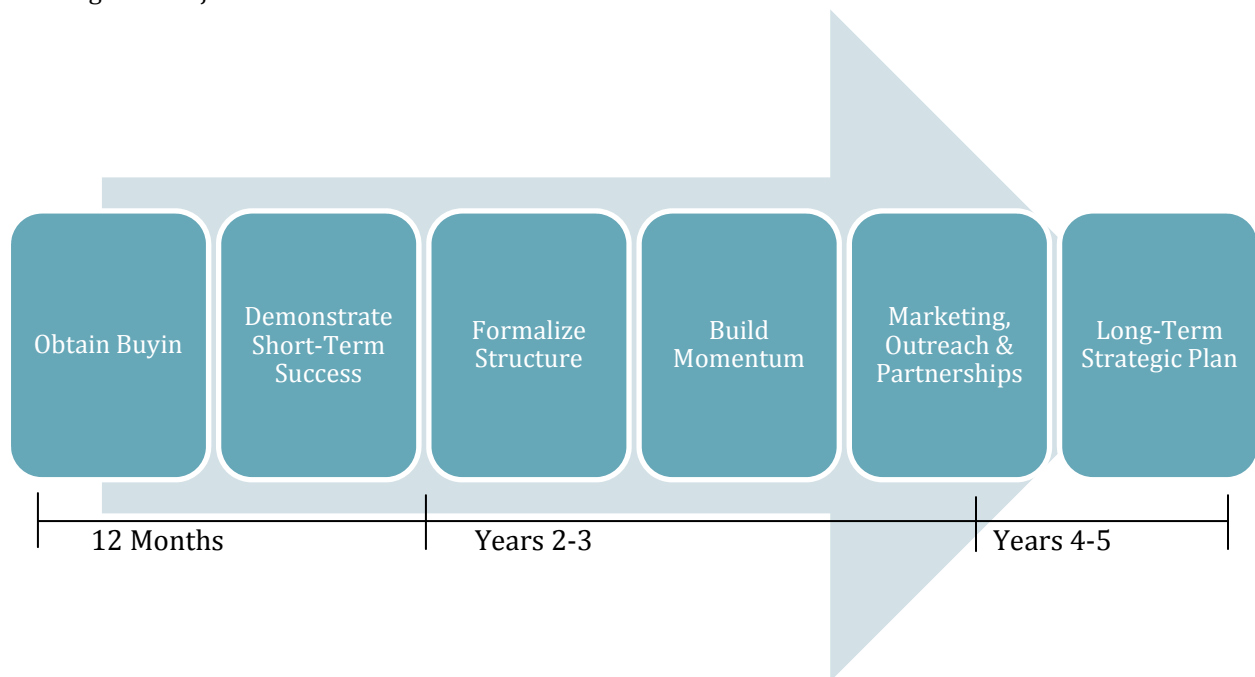 Obtain Buyin
Demonstrate
Short-Term
Success
Formalize
Structure
Build
Momentum
Marketing,
Outreach &
Partnerships
Long-Term
Strategic Plan
12 Months
Years 2-3
Years 4-5